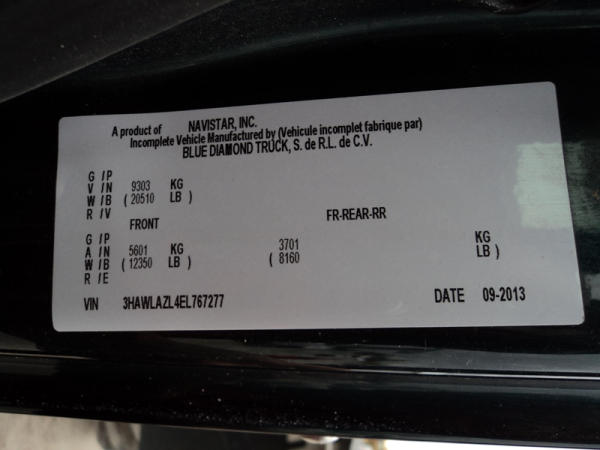 A product of NAVISTAR, INC.
Incomplete Vehicle Manufactured by (Vehicule incomplet fabrique par)
BLUE DIAMOND TRUCK, S. de R.L. de C.V.
G /P
V /N 9303 KG
W /B ( 20510 LB )
R /V
FRONT FR-REAR-RR
G /P
A /N 5601 KG 3701 KG
W /B ( 12350 LB ) ( 8160 LB )
R /E
VIN 3HAWLAZL4EL767277 DATE 09-2013